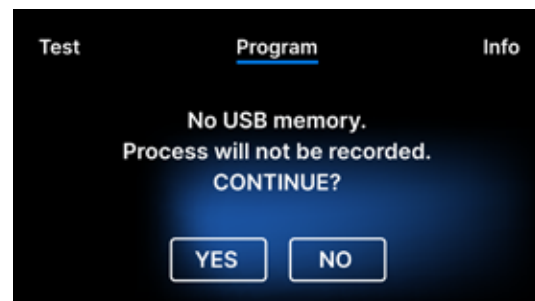 Test Program Info
No USB memory.
Process will not be recorded.
CONTINUE?
YES NO